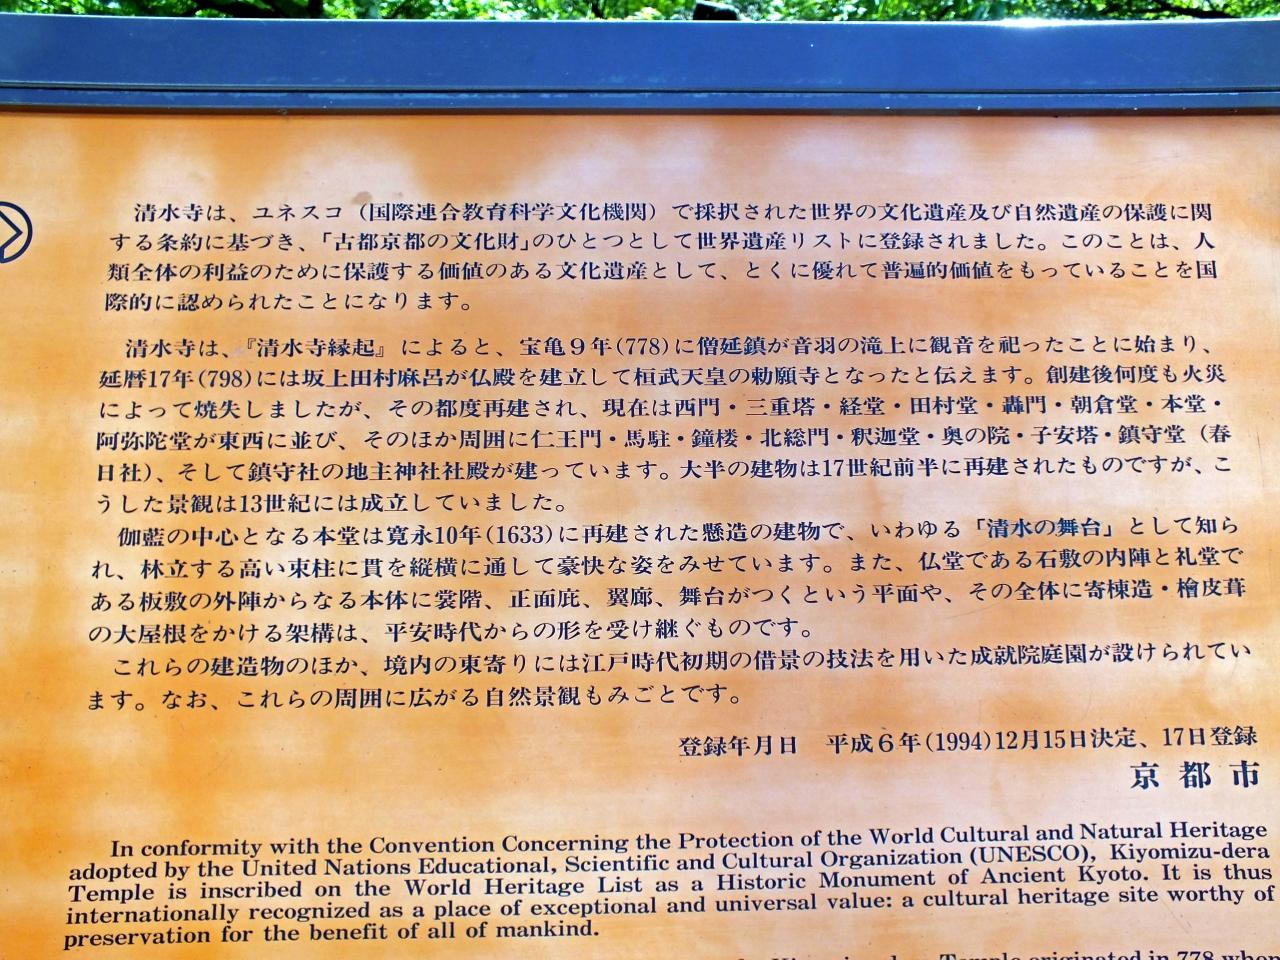 清水寺は、ユネスコ（国際連合教育科学文化機関）で採択された世界の文化遺産及び自然遺産の保護に関
する条約に基づき、「古都京都の文化財」のひとつとして世界遺産リストに登録されました。このことは、人
類全体の利益のために保護する価値のある文化遺産として、とくに優れて普遍的価値をもっていることを国
際的に認められたことになります。
清水寺は、『清水寺縁起』によると、宝亀９年(778)に僧延鎮が音羽の滝上に観音を祀ったことに始まり、
延暦17年(798)には坂上田村麻呂が仏殿を建立して桓武天皇の勅願寺となったと伝えます。創建後何度も火災
によって焼失しましたが、その都度再建され、現在は西門・三重塔・経堂・田村堂・轟門・朝倉堂・本堂・
阿弥陀堂が東西に並び、そのほか周囲に仁王門・馬駐・鐘楼・北総門・釈迦堂・奥の院・子安塔・鎮守堂（春
日社）、そして鎮守社の地主神社社殿が建っています。大半の建物は17世紀前半に再建されたものですが、こ
うした景観は13世紀には成立していました。
伽藍の中心となる本堂は寛永10年(1633)に再建された懸造の建物で、いわゆる「清水の舞台」として知ら
れ、林立する高い束柱に貫を縦横に通して豪快な姿をみせています。また、仏堂である石敷の内陣と礼堂で
ある板敷の外陣からなる本体に裳階、正面庇、翼廊、舞台がつくという平面や、その全体に寄棟造・檜皮葺
の大屋根をかける架構は、平安時代からの形を受け継ぐものです。
これらの建造物のほか、境内の東寄りには江戸時代初期の借景の技法を用いた成就院庭園が設けられてい
ます。なお、これらの周囲に広がる自然景観もみごとです。
登録年月日　平成６年(1994)12月15日決定、17日登録
京都市
In conformity with the Convention Concerning the Protection of the World Cultural and Natural Heritage
adopted by the United Nations Educational, Scientific and Cultural Organization (UNESCO), Kiyomizu-dera
Temple is inscribed on the World Heritage List as a Historic Monument of Ancient Kyoto. It is thus
internationally recognized as a place of exceptional and universal value: a cultural heritage site worthy of
preservation for the benefit of all of mankind.
Temple originated in 778 when